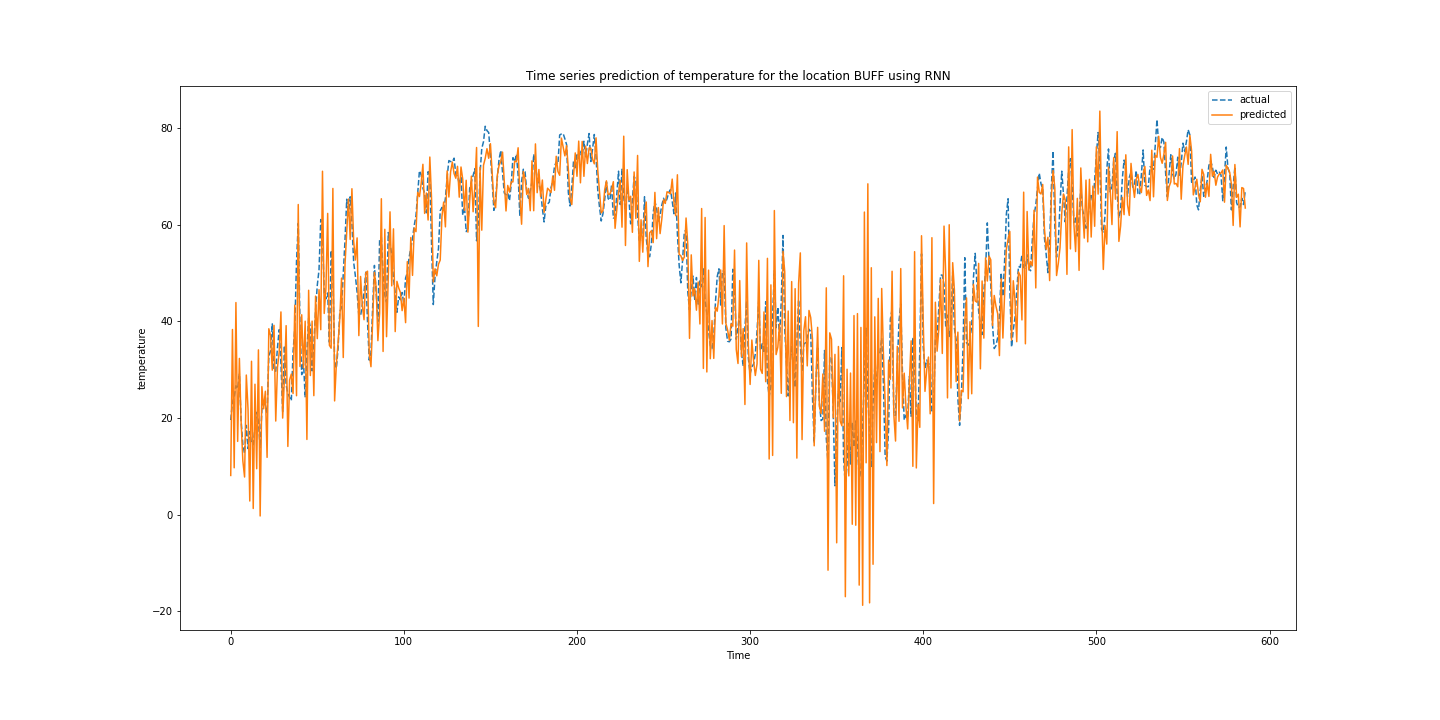 Time series prediction of temperature for the location BUFF using RNN
actual
predicted
80
60
40
20
0
−20
temperature
0 100 200 300 400 500 600
Time